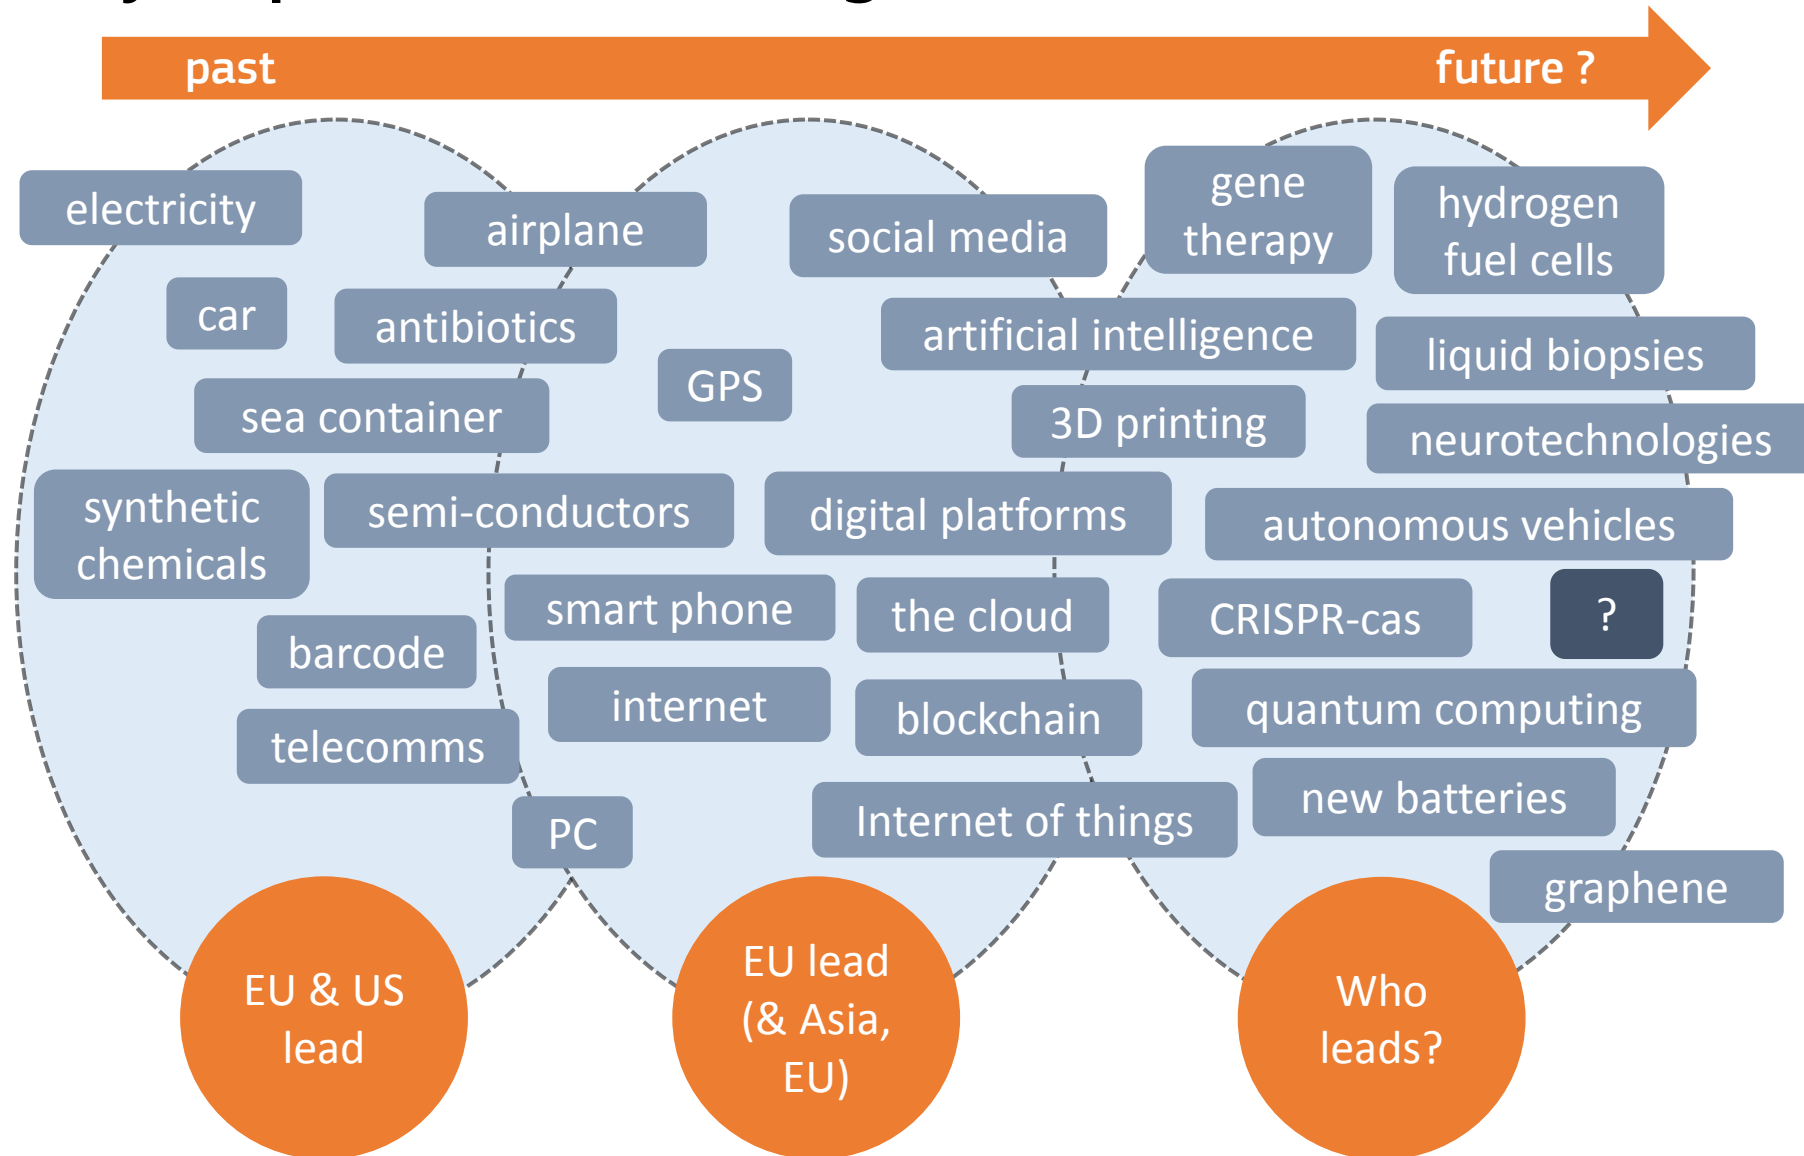 past
future ?
electricity
airplane
social media
gene
therapy
hydrogen
fuel cells
car
antibiotics
artificial intelligence
liquid biopsies
GPS
sea container
3D printing
neurotechnologies
synthetic
chemicals
semi-conductors
digital platforms
autonomous vehicles
smart phone
the cloud
CRISPR-cas
?
barcode
internet
blockchain
quantum computing
telecomms
PC
Internet of things
new batteries
graphene
EU & US
lead
EU lead
(& Asia,
EU)
Who
leads?